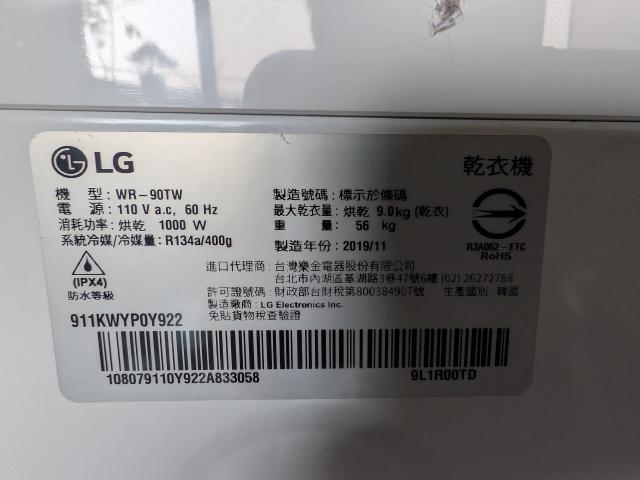 LG
乾衣機
機　型: WR-90TW
製造號碼: 標示於條碼
電　源: 110 V a.c, 60 Hz
最大乾衣量: 烘乾 9.0kg (乾衣)
消耗功率: 烘乾 1000 W
重　量: 56 kg
系統冷媒/冷媒量: R134a/400g
製造年份: 2019/11
R3A062-ETC
RoHS
(IPX4)
防水等級
進口代理商: 台灣樂金電器股份有限公司
台北市內湖區基湖路3巷47號6樓 (02) 26272788
許可證號碼: 財政部台財稅第800384907號 生產國別: 韓國
製造廠商: LG Electronics Inc.
免貼貨物稅查驗證
911KWYP0Y922
108079110Y922A833058
9L1R00TD